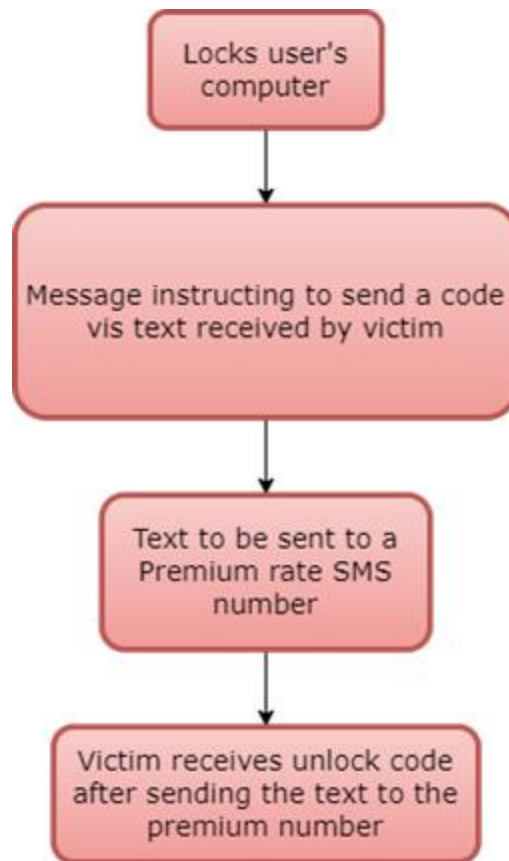 Locks user's
computer
Message instructing to send a code
vis text received by victim
Text to be sent to a
Premium rate SMS
number
Victim receives unlock code
after sending the text to the
premium number